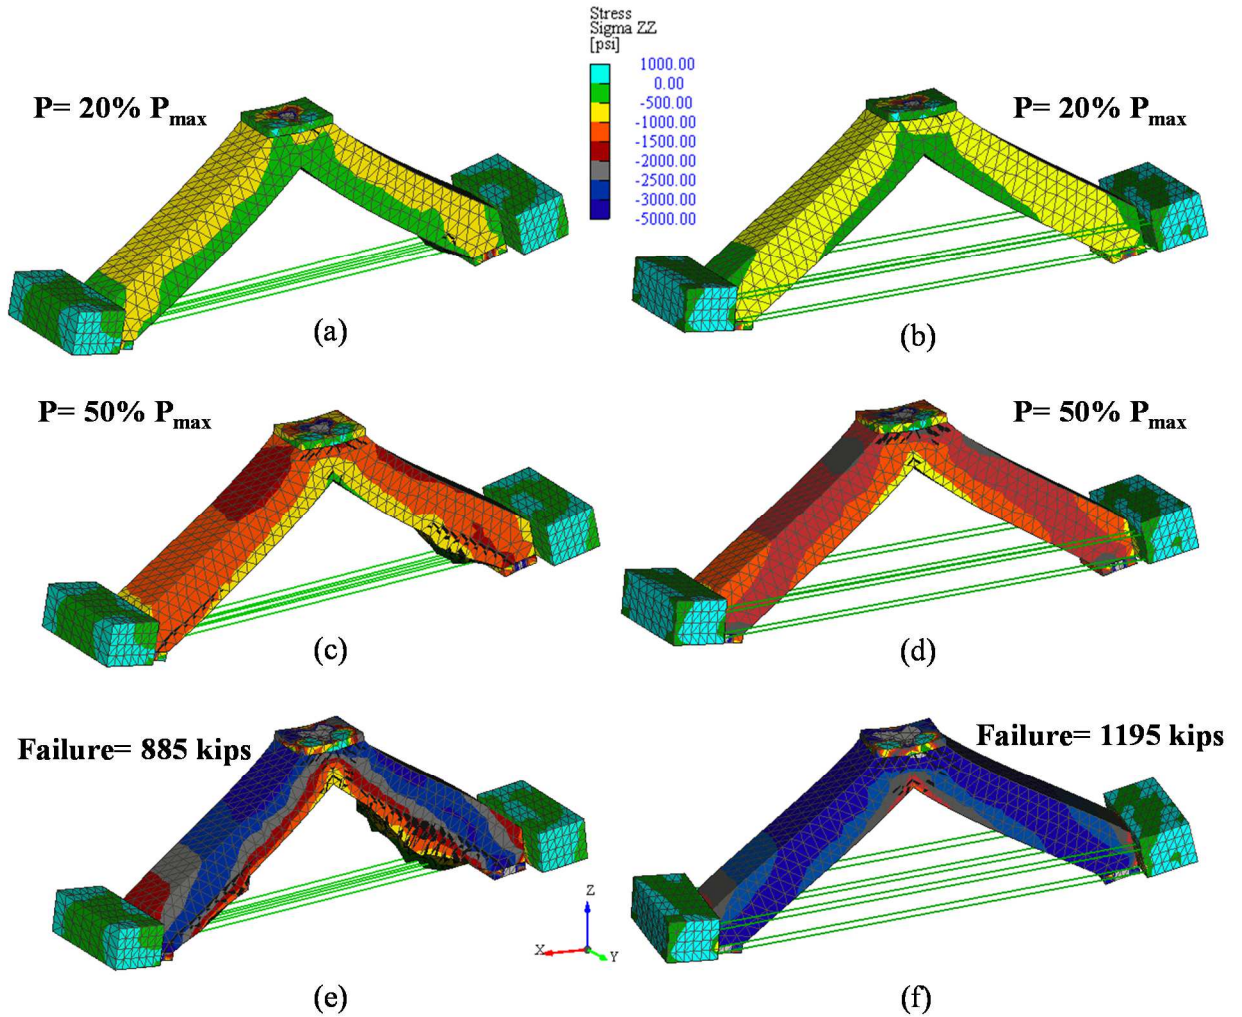 Stress
Sigma ZZ
[psi]
1000.00
0.00
-500.00
-1000.00
-1500.00
-2000.00
-2500.00
-3000.00
-5000.00
P= 20% Pmax
P= 20% Pmax
(a)
(b)
P= 50% Pmax
P= 50% Pmax
(c)
(d)
Failure= 885 kips
Failure= 1195 kips
Z
X
Y
(e)
(f)